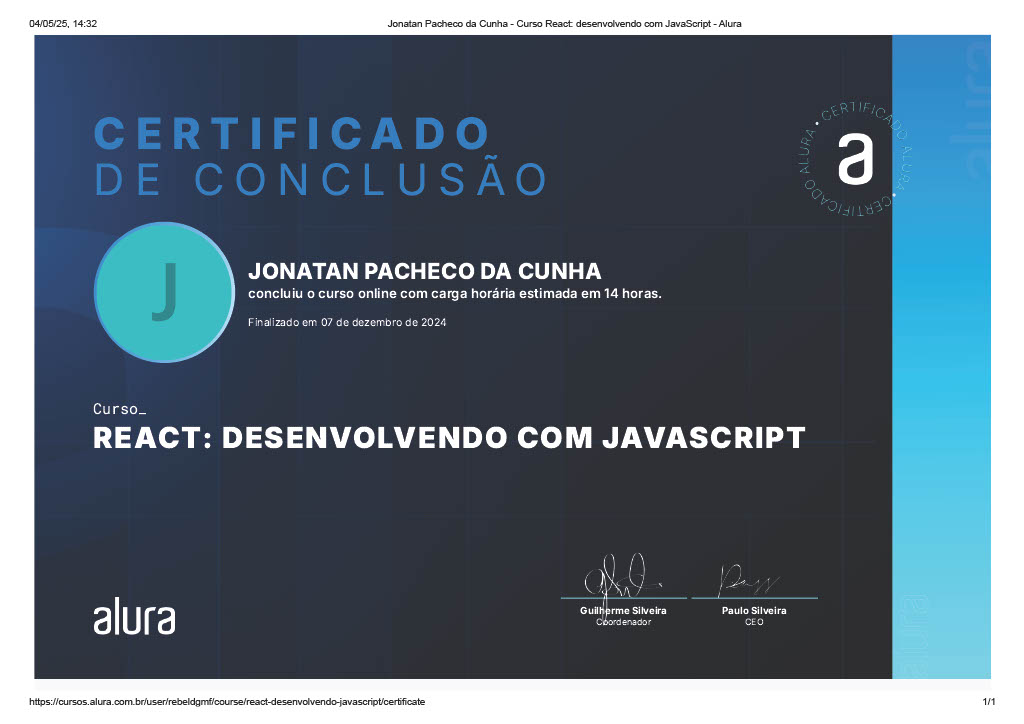 04/05/25, 14:32
Jonatan Pacheco da Cunha - Curso React: desenvolvendo com JavaScript - Alura
CERTIFICADO
DE CONCLUSÃO
CERTIFICADO ALURA • CERTIFICADO ALURA •
a
alura
J
JONATAN PACHECO DA CUNHA
concluiu o curso online com carga horária estimada em 14 horas.
Finalizado em 07 de dezembro de 2024
Curso_
REACT: DESENVOLVENDO COM JAVASCRIPT
alura
Guilherme Silveira
Coordenador
Paulo Silveira
CEO
alura
https://cursos.alura.com.br/user/rebeldgmf/course/react-desenvolvendo-javascript/certificate
1/1